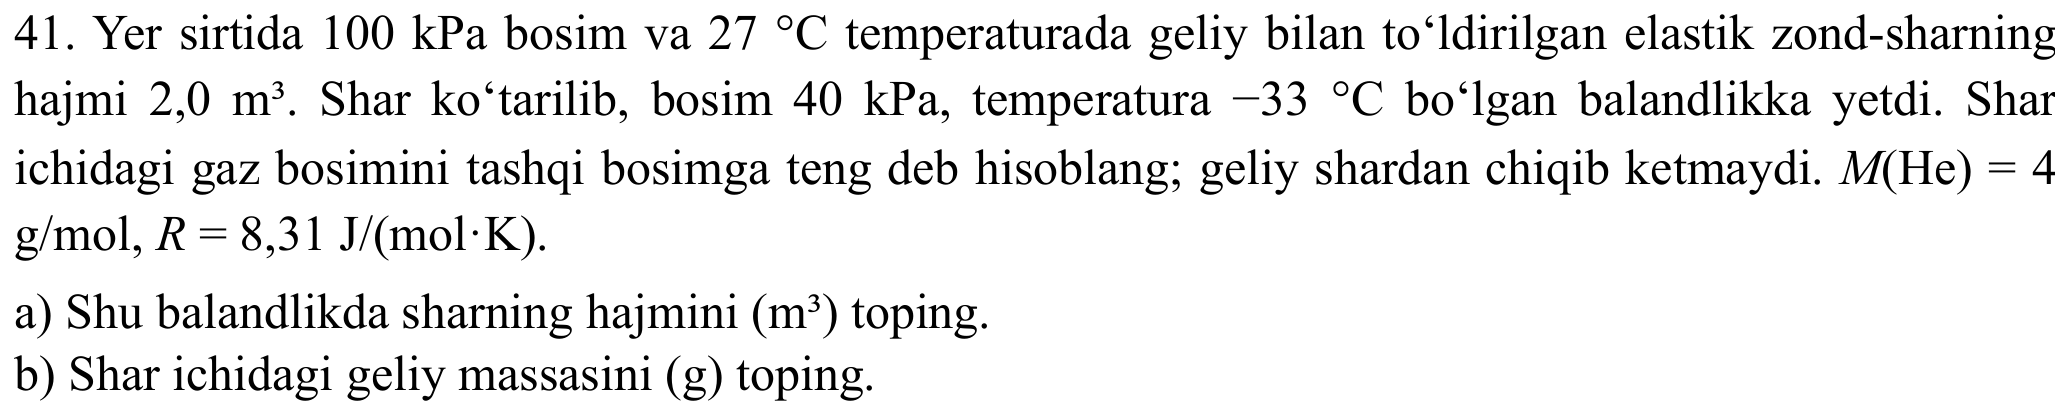 41. Yer sirtida 100 kPa bosim va 27 °C temperaturada geliy bilan to‘ldirilgan elastik zond-sharning
hajmi 2,0 m³. Shar ko‘tarilib, bosim 40 kPa, temperatura −33 °C bo‘lgan balandlikka yetdi. Shar
ichidagi gaz bosimini tashqi bosimga teng deb hisoblang; geliy shardan chiqib ketmaydi. M(He) = 4
g/mol, R = 8,31 J/(mol·K).
a) Shu balandlikda sharning hajmini (m³) toping.
b) Shar ichidagi geliy massasini (g) toping.